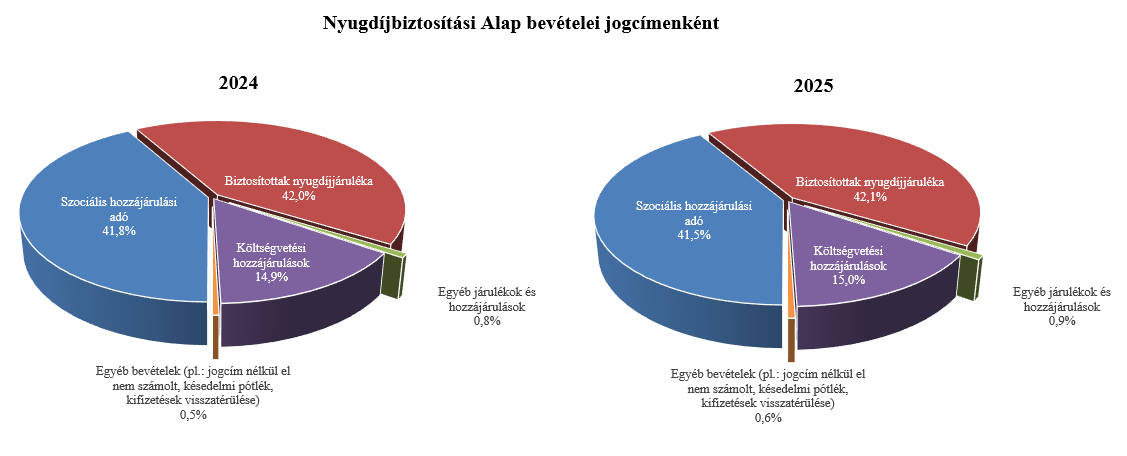 Nyugdíjbiztosítási Alap bevételei jogcímenként
2024
Biztosítottak nyugdíjjáruléka
42,0%
Szociális hozzájárulási
adó
41,8%
Költségvetési
hozzájárulások
14,9%
Egyéb járulékok és
hozzájárulások
0,8%
Egyéb bevételek (pl.: jogcím nélkül el
nem számolt, késedelmi pótlék,
kifizetések visszatérülése)
0,5%
2025
Biztosítottak nyugdíjjáruléka
42,1%
Szociális hozzájárulási
adó
41,5%
Költségvetési
hozzájárulások
15,0%
Egyéb járulékok és
hozzájárulások
0,9%
Egyéb bevételek (pl.: jogcím nélkül el
nem számolt, késedelmi pótlék,
kifizetések visszatérülése)
0,6%